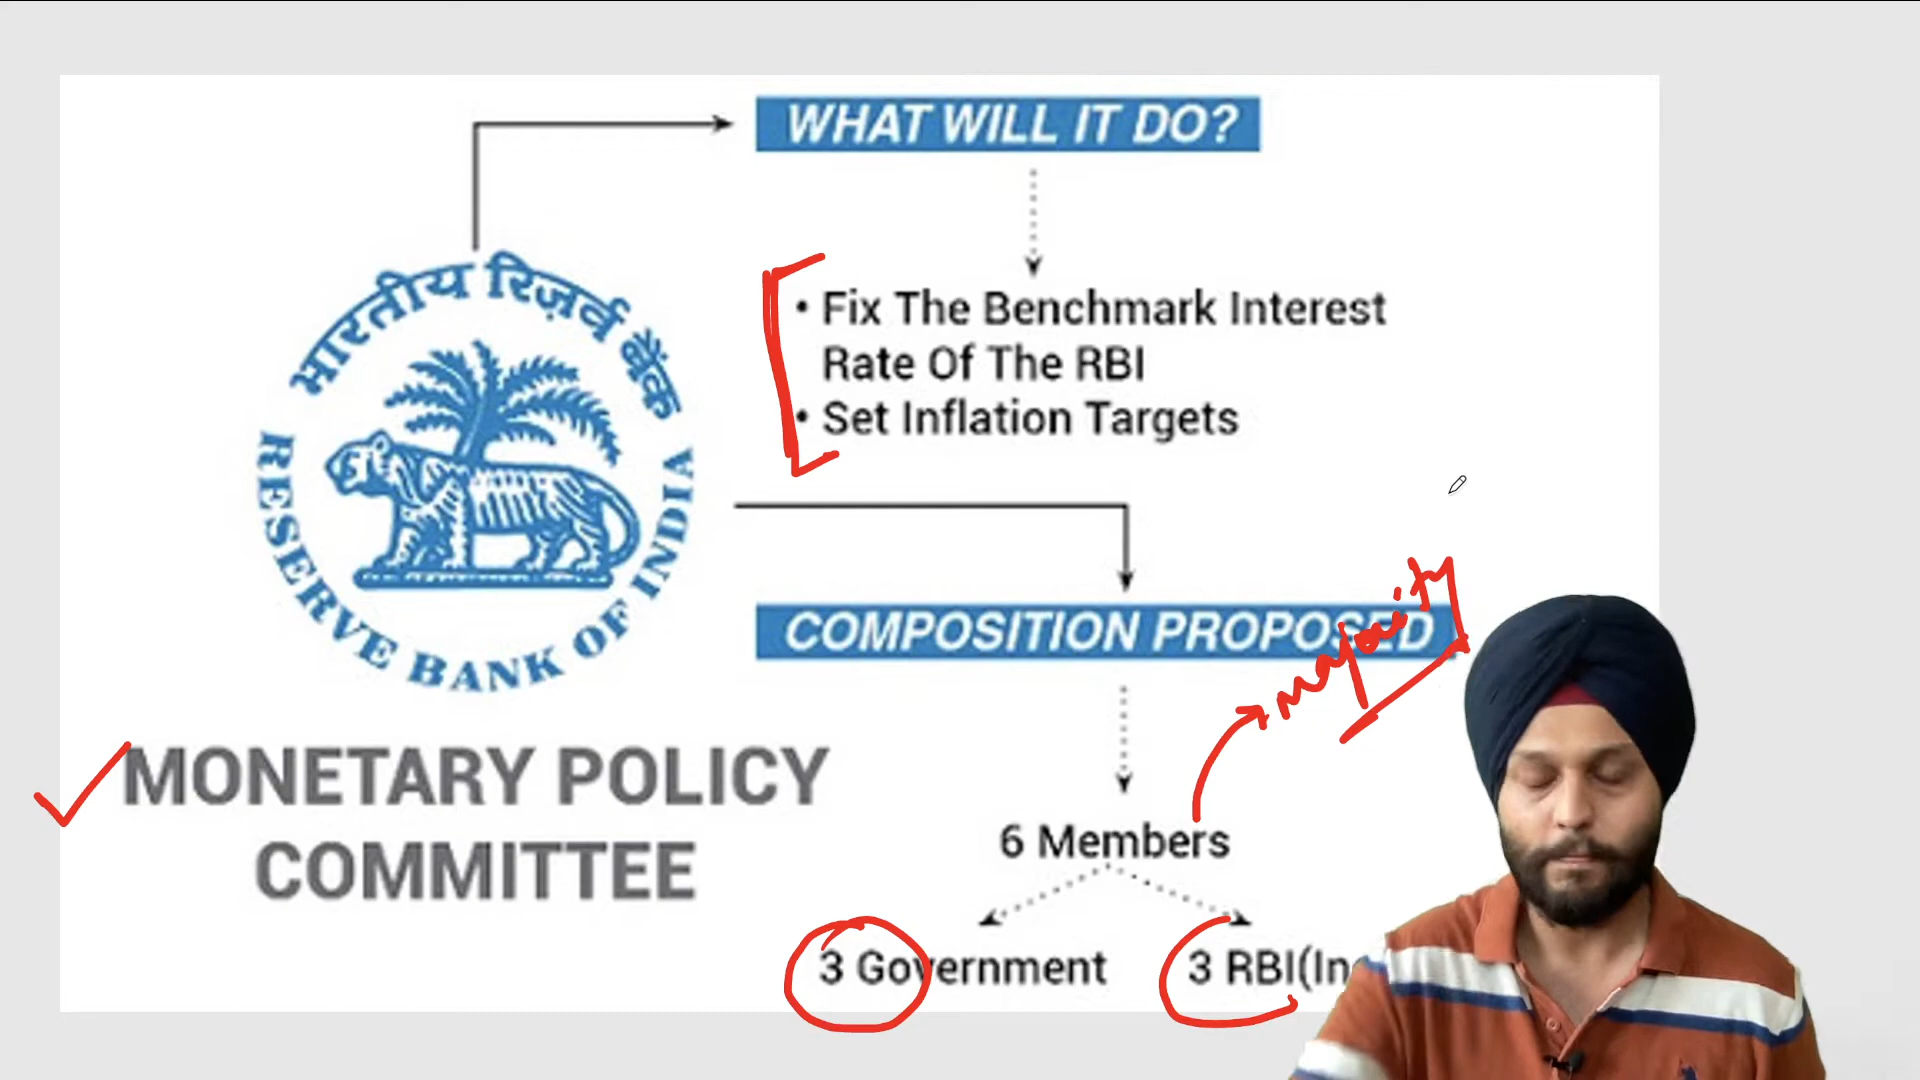 WHAT WILL IT DO?
• Fix The Benchmark Interest
Rate Of The RBI
• Set Inflation Targets
भारतीय रिज़र्व बैंक
RESERVE BANK OF INDIA
COMPOSITION PROPOSED
majority
MONETARY POLICY
COMMITTEE
6 Members
3 Government
3 RBI(In